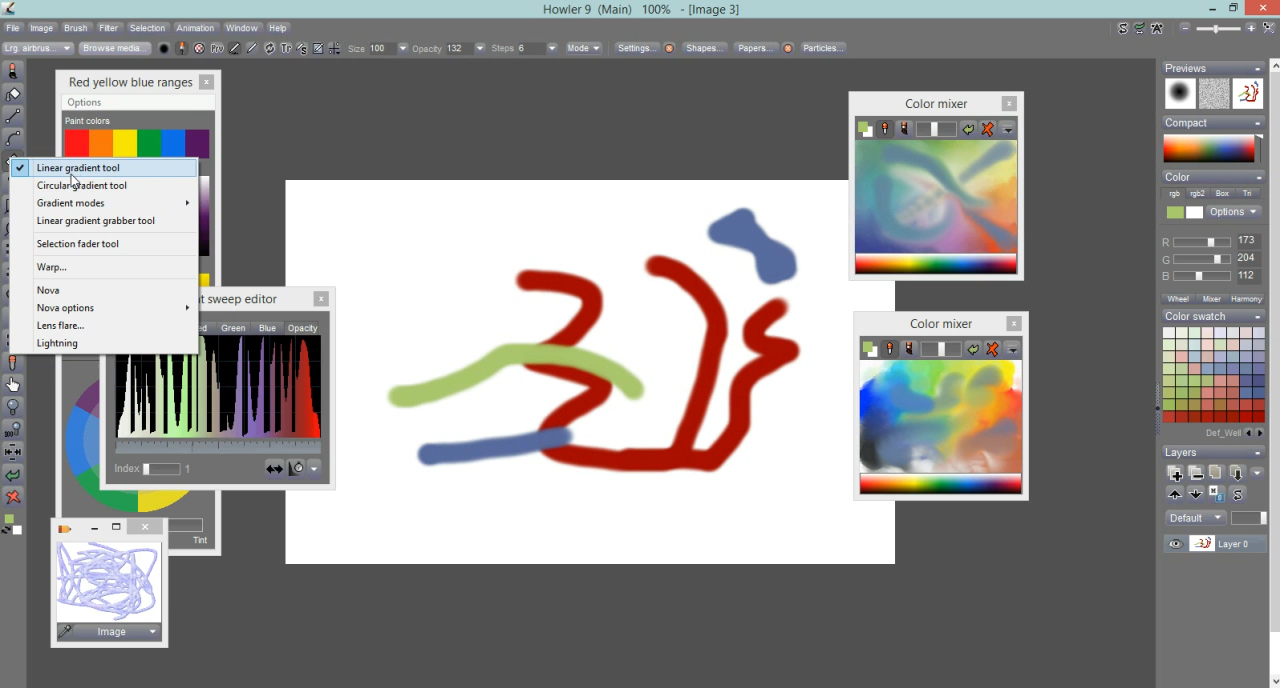 Howler 9 (Main) 100% - [Image 3]
File Image Brush Filter Selection Animation Window Help
Lrg. airbrus... Browse media... Pro Tr Size 100 Opacity 132 Steps 6 Mode Settings... Shapes... Papers... Particles...
Red yellow blue ranges
Options
Paint colors
Linear gradient tool
Circular gradient tool
Gradient modes
Linear gradient grabber tool
Selection fader tool
Warp...
Nova
Nova options
Lens flare...
Lightning
nt sweep editor
ed Green Blue Opacity
Index 1
Tint
Image
Color mixer
Color mixer
Previews
Compact
Color
rgb rgb2 Box Tri
Options
R 173
G 204
B 112
Wheel Mixer Harmony
Color swatch
Def_Well
Layers
Default
Layer 0